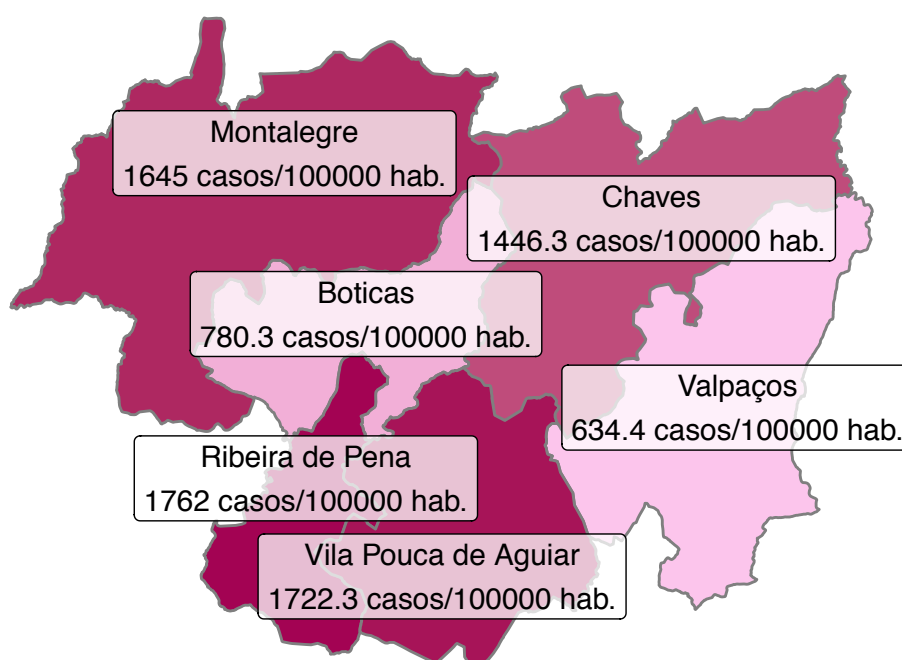 Montalegre
1645 casos/100000 hab.
Chaves
1446.3 casos/100000 hab.
Boticas
780.3 casos/100000 hab.
Valpaços
634.4 casos/100000 hab.
Ribeira de Pena
1762 casos/100000 hab.
Vila Pouca de Aguiar
1722.3 casos/100000 hab.